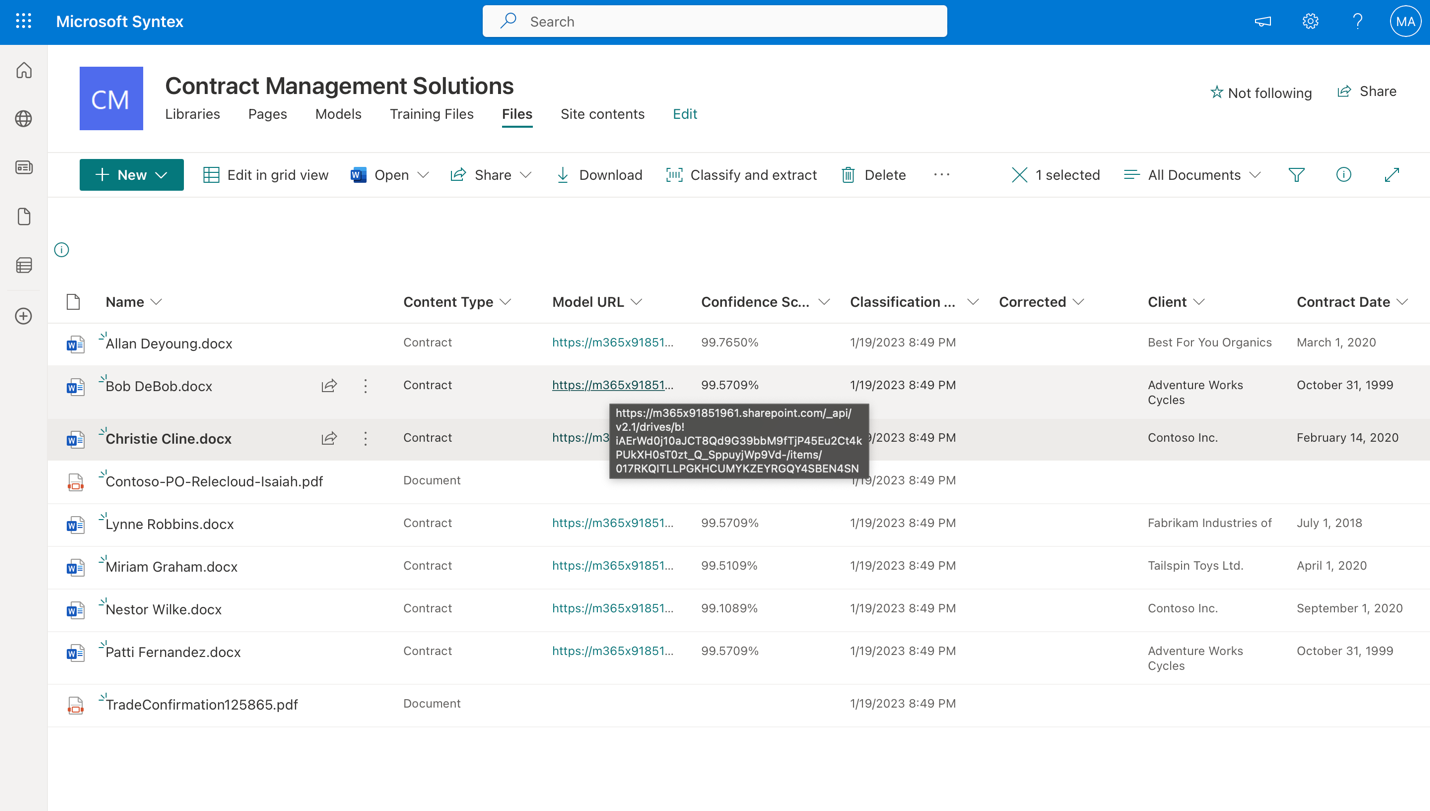 Microsoft Syntex
Search
?
MA
CM
Contract Management Solutions
Not following
Share
Libraries
Pages
Models
Training Files
Files
Site contents
Edit
New
Edit in grid view
Open
Share
Download
Classify and extract
Delete
...
1 selected
All Documents
Name
Content Type
Model URL
Confidence Sc...
Classification ...
Corrected
Client
Contract Date
Allan Deyoung.docx
Contract
https://m365x91851...
99.7650%
1/19/2023 8:49 PM
Best For You Organics
March 1, 2020
Bob DeBob.docx
Contract
https://m365x91851...
99.5709%
1/19/2023 8:49 PM
Adventure Works
Cycles
October 31, 1999
https://m365x91851961.sharepoint.com/_api/
v2.1/drives/b!
iAErWd0j10aJCT8Qd9G39bbM9fTjP45Eu2Ct4k
PUkXH0sT0zt_Q_SppuyjWp9Vd-/items/
017RKQITLLPGKHCUMYKZEYRGQY4SBEN4SN
Christie Cline.docx
Contract
https://m3
1/19/2023 8:49 PM
Contoso Inc.
February 14, 2020
Contoso-PO-Relecloud-Isaiah.pdf
Document
1/19/2023 8:49 PM
Lynne Robbins.docx
Contract
https://m365x91851...
99.5709%
1/19/2023 8:49 PM
Fabrikam Industries of
July 1, 2018
Miriam Graham.docx
Contract
https://m365x91851...
99.5109%
1/19/2023 8:49 PM
Tailspin Toys Ltd.
April 1, 2020
Nestor Wilke.docx
Contract
https://m365x91851...
99.1089%
1/19/2023 8:49 PM
Contoso Inc.
September 1, 2020
Patti Fernandez.docx
Contract
https://m365x91851...
99.5709%
1/19/2023 8:49 PM
Adventure Works
Cycles
October 31, 1999
TradeConfirmation125865.pdf
Document
1/19/2023 8:49 PM